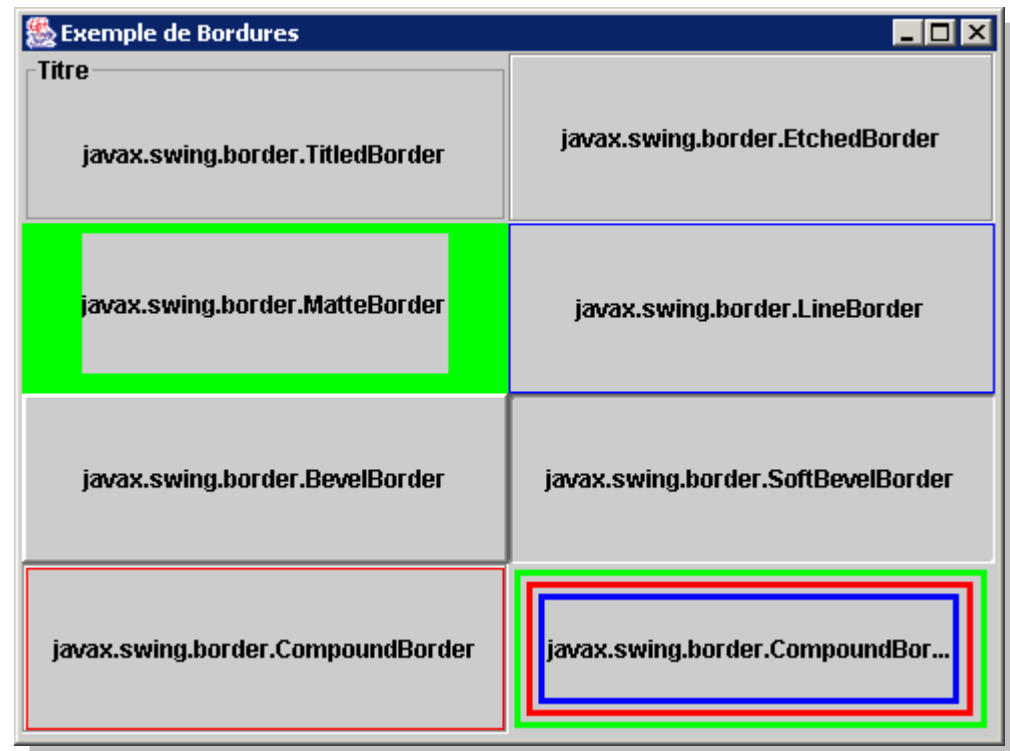 Exemple de Bordures
Titre
javax.swing.border.TitledBorder
javax.swing.border.EtchedBorder
javax.swing.border.MatteBorder
javax.swing.border.LineBorder
javax.swing.border.BevelBorder
javax.swing.border.SoftBevelBorder
javax.swing.border.CompoundBorder
javax.swing.border.CompoundBor...